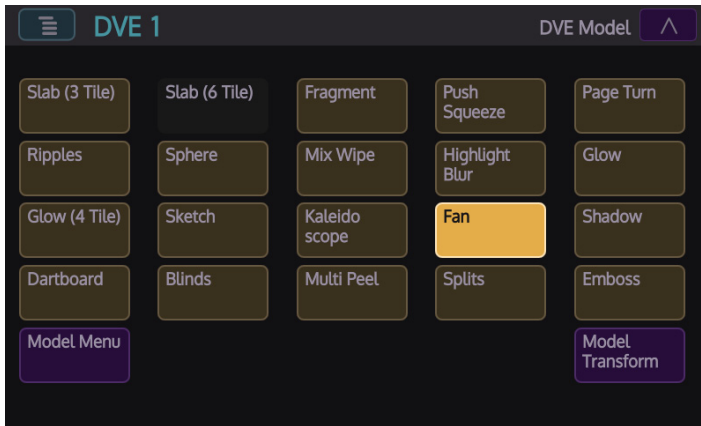 DVE 1
DVE Model
Slab (3 Tile)
Slab (6 Tile)
Fragment
Push
Squeeze
Page Turn
Ripples
Sphere
Mix Wipe
Highlight
Blur
Glow
Glow (4 Tile)
Sketch
Kaleido
scope
Fan
Shadow
Dartboard
Blinds
Multi Peel
Splits
Emboss
Model Menu
Model
Transform